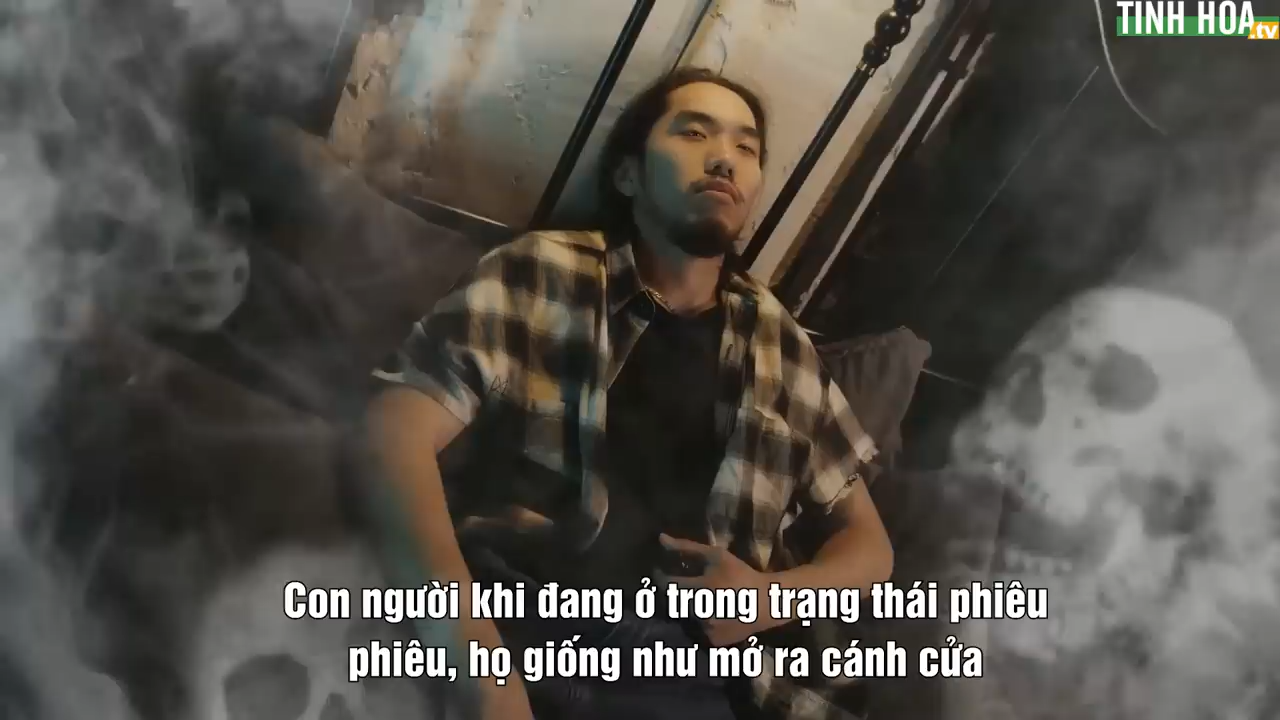 TINH HOA
.tv
Con người khi đang ở trong trạng thái phiêu
phiêu, họ giống như mở ra cánh cửa